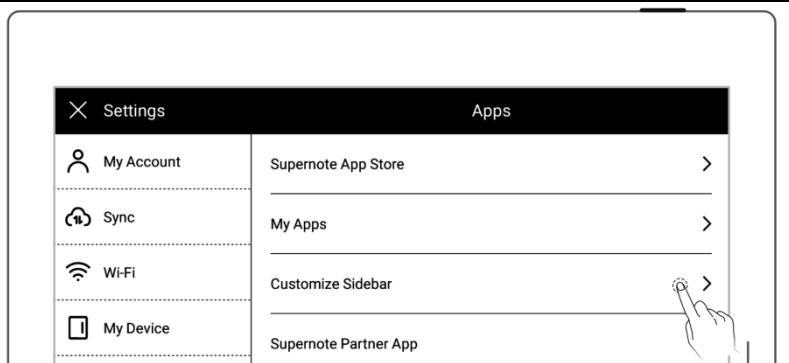 Settings
Apps
My Account
Sync
Wi-Fi
My Device
Supernote App Store
My Apps
Customize Sidebar
Supernote Partner App